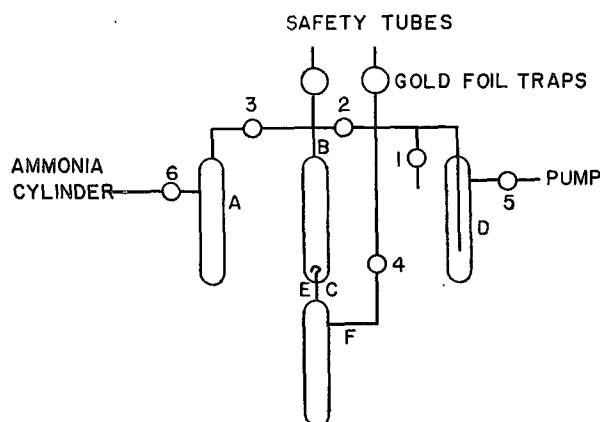 SAFETY TUBES
GOLD FOIL TRAPS
3
2
B
1
AMMONIA
CYLINDER
6
A
PUMP
5
D
4
E C
F